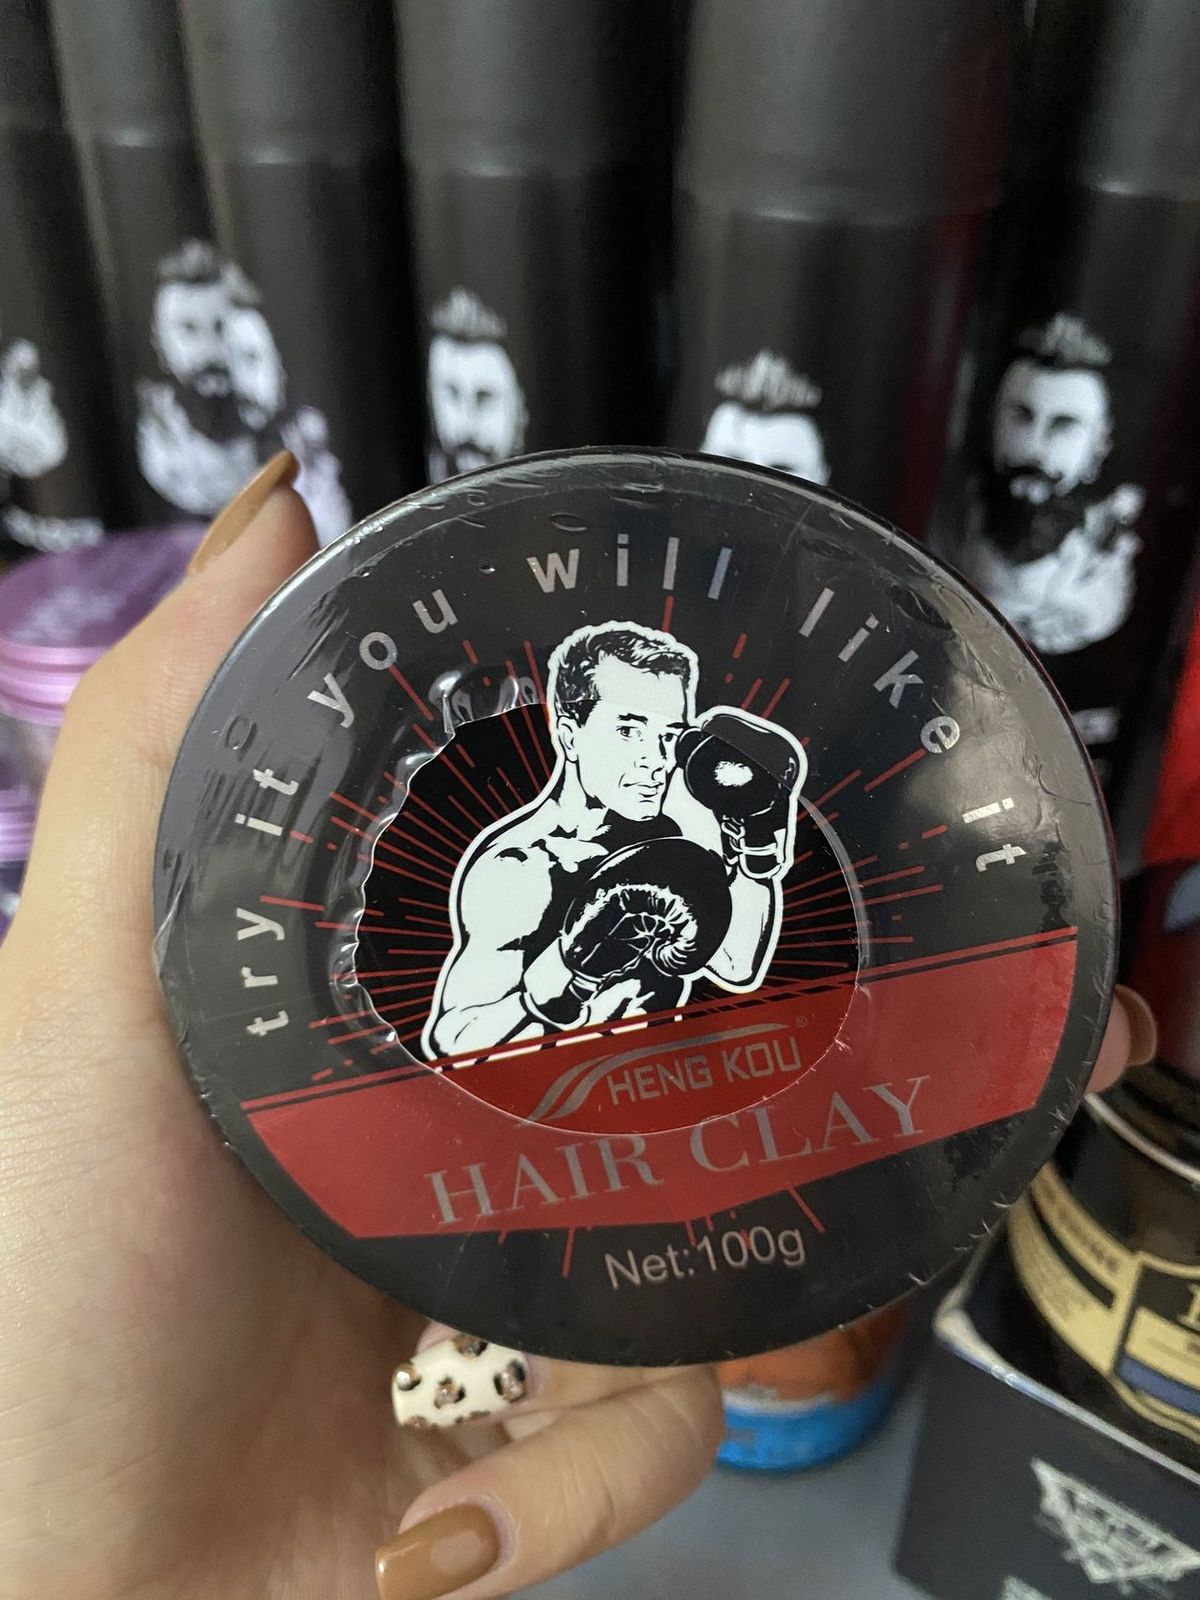 try it you will like it
HENG KOU®
HAIR CLAY
Net:100g